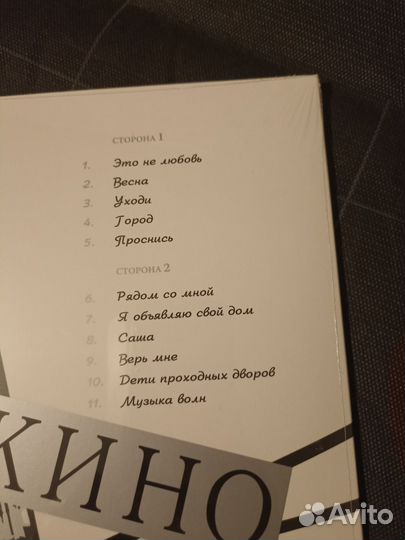 СТОРОНА 1
1. Это не любовь
2. Весна
3. Уходи
4. Город
5. Проснись
СТОРОНА 2
6. Рядом со мной
7. Я объявляю свой дом
8. Саша
9. Верь мне
10. Дети проходных дворов
11. Музыка волн
КИНО
Avito